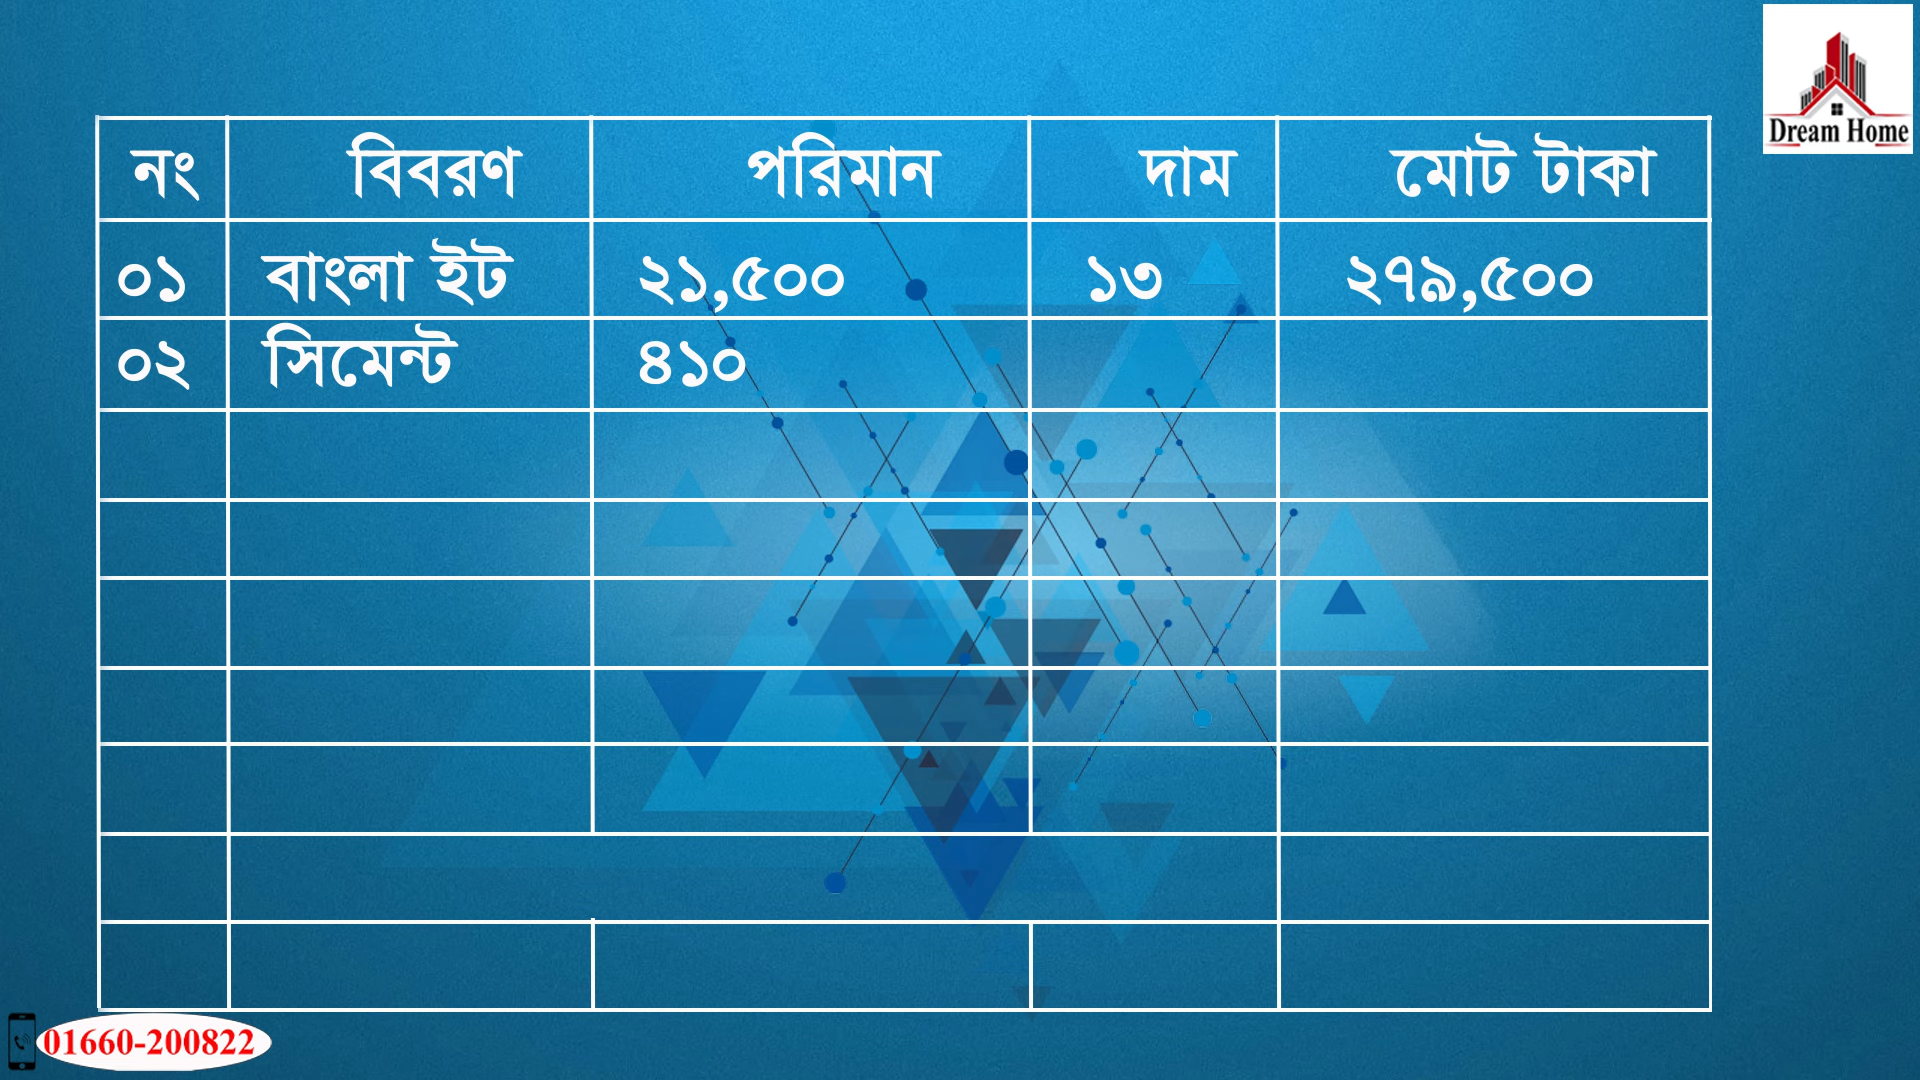 Dream Home
নং বিবরণ পরিমান দাম মোট টাকা
০১ বাংলা ইট ২১,৫০০ ১৩ ২৭৯,৫০০
০২ সিমেন্ট ৪১০
01660-200822